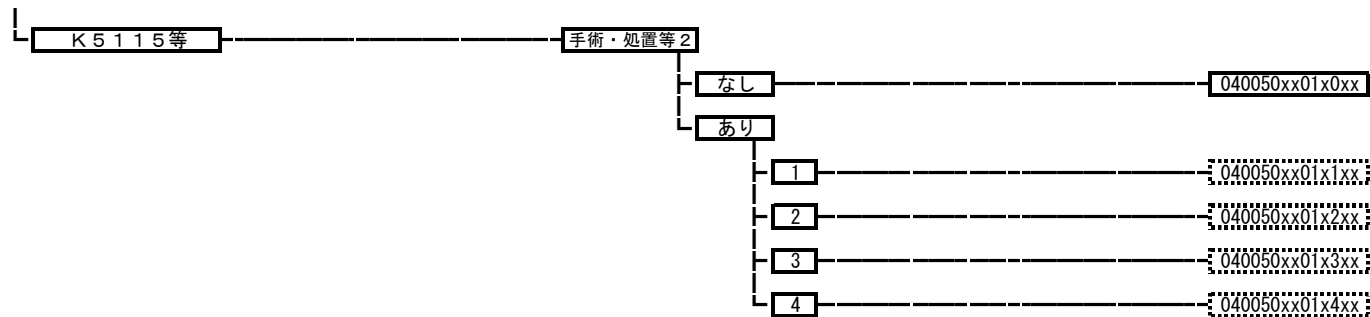 Ｋ５１１５等 手術・処置等２
なし 040050xx01x0xx
あり
1 040050xx01x1xx
2 040050xx01x2xx
3 040050xx01x3xx
4 040050xx01x4xx